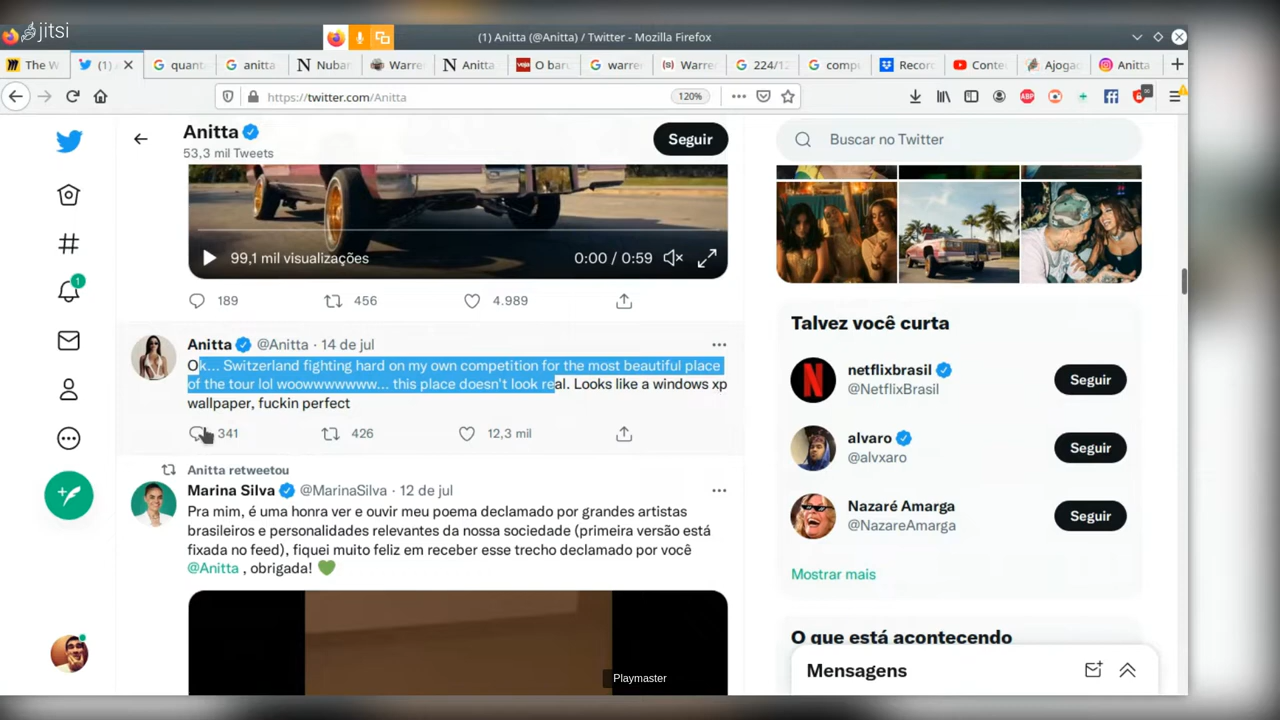 jitsi
(1) Anitta (@Anitta) / Twitter - Mozilla Firefox
The W
(1)
quant
anitta
Nubar
Warre
Anitta
O bar
warre
Warre
224/12
comp
Recor
Conte
Ajoga
Anitta
https://twitter.com/Anitta
120%
ABP
Anitta
53,3 mil Tweets
Seguir
Buscar no Twitter
99,1 mil visualizações
0:00 / 0:59
189
456
4.989
1
Anitta @Anitta · 14 de jul
Ok... Switzerland fighting hard on my own competition for the most beautiful place
of the tour lol woowwwwwww... this place doesn't look real. Looks like a windows xp
wallpaper, fuckin perfect
341
426
12,3 mil
Anitta retweetou
Marina Silva @MarinaSilva · 12 de jul
Pra mim, é uma honra ver e ouvir meu poema declamado por grandes artistas
brasileiros e personalidades relevantes da nossa sociedade (primeira versão está
fixada no feed), fiquei muito feliz em receber esse trecho declamado por você
@Anitta , obrigada!
Talvez você curta
netflixbrasil
@NetflixBrasil
Seguir
alvaro
@alvxaro
Seguir
Nazaré Amarga
@NazareAmarga
Seguir
Mostrar mais
O que está acontecendo
Mensagens
Playmaster